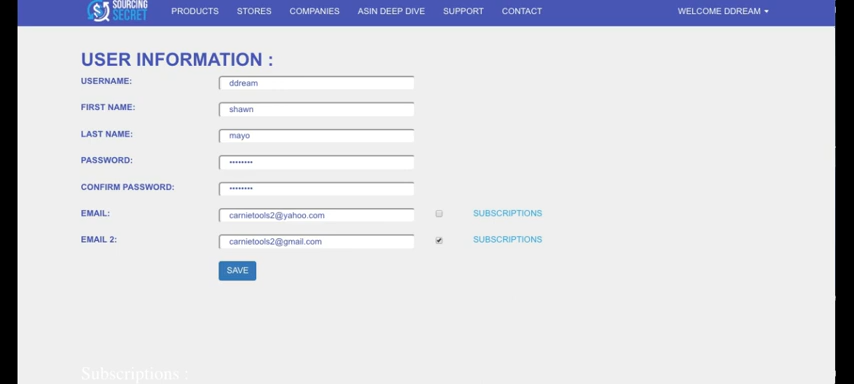 SOURCING
SECRET
PRODUCTS STORES COMPANIES ASIN DEEP DIVE SUPPORT CONTACT WELCOME DDREAM
USER INFORMATION :
USERNAME: ddream
FIRST NAME: shawn
LAST NAME: mayo
PASSWORD: ••••••••
CONFIRM PASSWORD: ••••••••
EMAIL: carnietools2@yahoo.com SUBSCRIPTIONS
EMAIL 2: carnietools2@gmail.com SUBSCRIPTIONS
SAVE
Subscriptions :